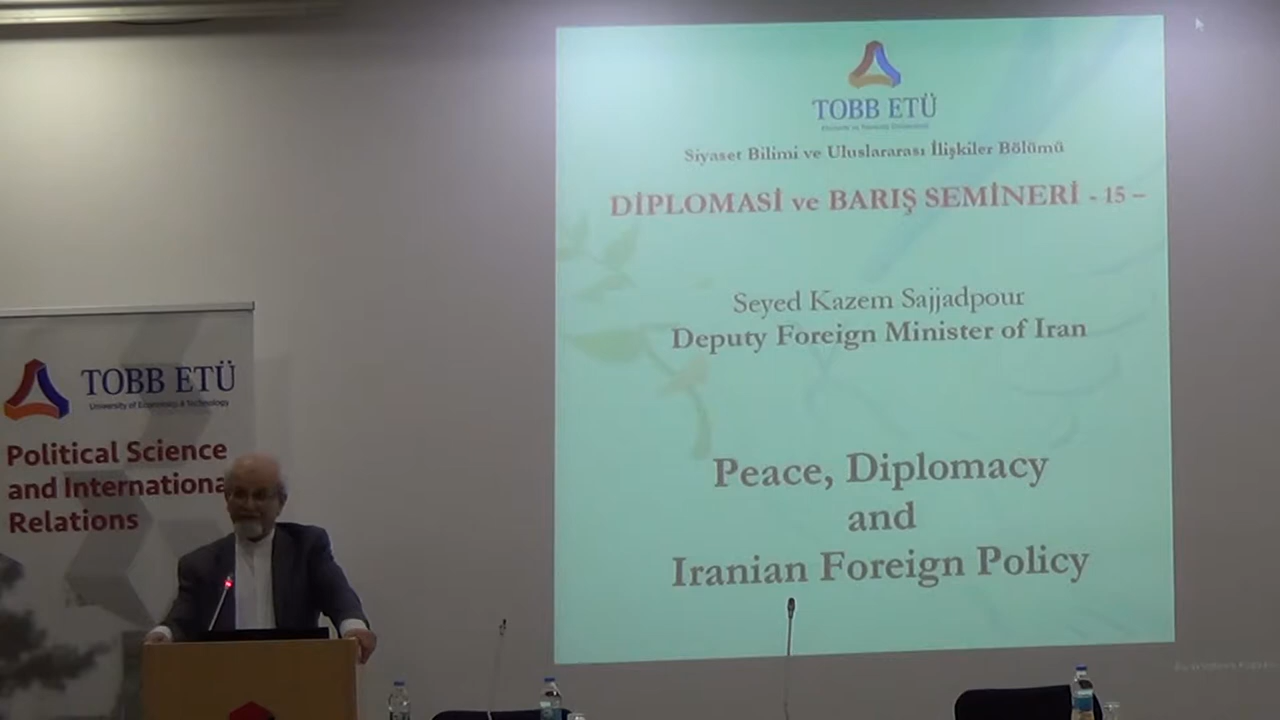 TOBB ETÜ
Siyaset Bilimi ve Uluslararası İlişkiler Bölümü
DİPLOMASİ ve BARIŞ SEMİNERİ - 15 –
Seyed Kazem Sajjadpour
Deputy Foreign Minister of Iran
Peace, Diplomacy
and
Iranian Foreign Policy
TOBB ETÜ
University of Economics & Technology
Political Science
and Internationa
Relations